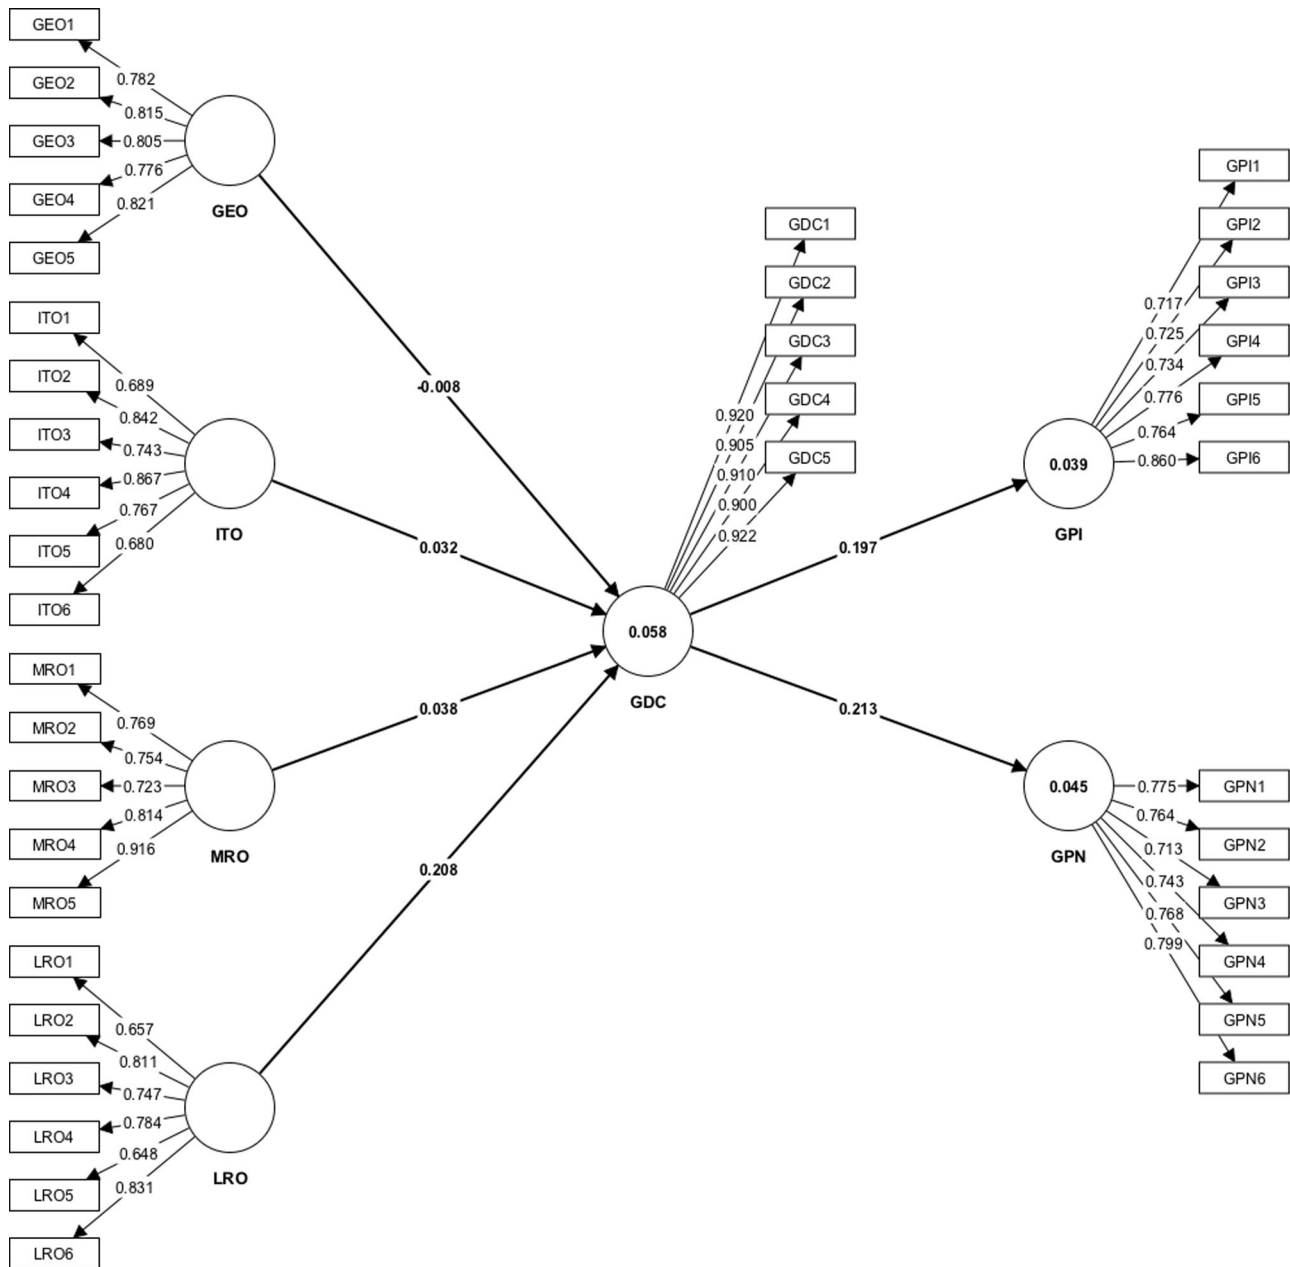 GEO1
0.782
GEO2
0.815
GEO3
0.805
GEO4
0.776
GEO5
0.821
GEO
ITO1
0.689
ITO2
0.842
ITO3
0.743
ITO4
0.867
ITO5
0.767
ITO6
0.680
ITO
MRO1
0.769
MRO2
0.754
MRO3
0.723
MRO4
0.814
MRO5
0.916
MRO
LRO1
0.657
LRO2
0.811
LRO3
0.747
LRO4
0.784
LRO5
0.648
LRO6
0.831
LRO
-0.008
0.032
0.038
0.208
GDC1
GDC2
GDC3
GDC4
GDC5
0.920
0.905
0.910
0.900
0.922
0.058
GDC
0.197
0.213
GPI1
GPI2
GPI3
GPI4
GPI5
GPI6
0.717
0.725
0.734
0.776
0.764
0.860
0.039
GPI
0.045
GPN
0.775
0.764
0.713
0.743
0.768
0.799
GPN1
GPN2
GPN3
GPN4
GPN5
GPN6